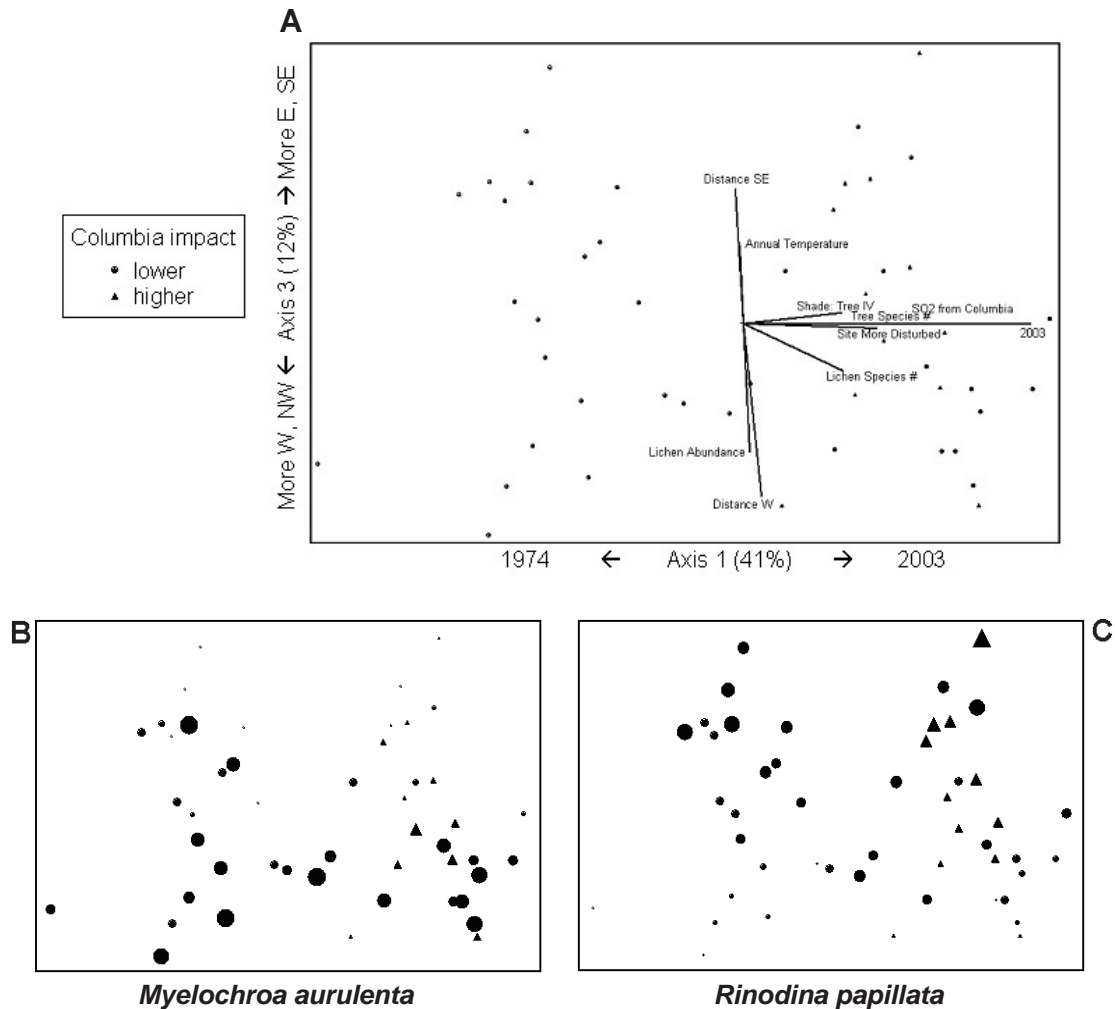 A
More W, NW ← Axis 3 (12%) → More E, SE
Columbia impact
lower
higher
Distance SE
Annual Temperature
Shade: Tree IV
SO2 from Columbia
Tree Species #
2003
Site More Disturbed
Lichen Species #
Lichen Abundance
Distance W
1974 ← Axis 1 (41%) → 2003
B
C
Myelochroa aurulenta
Rinodina papillata